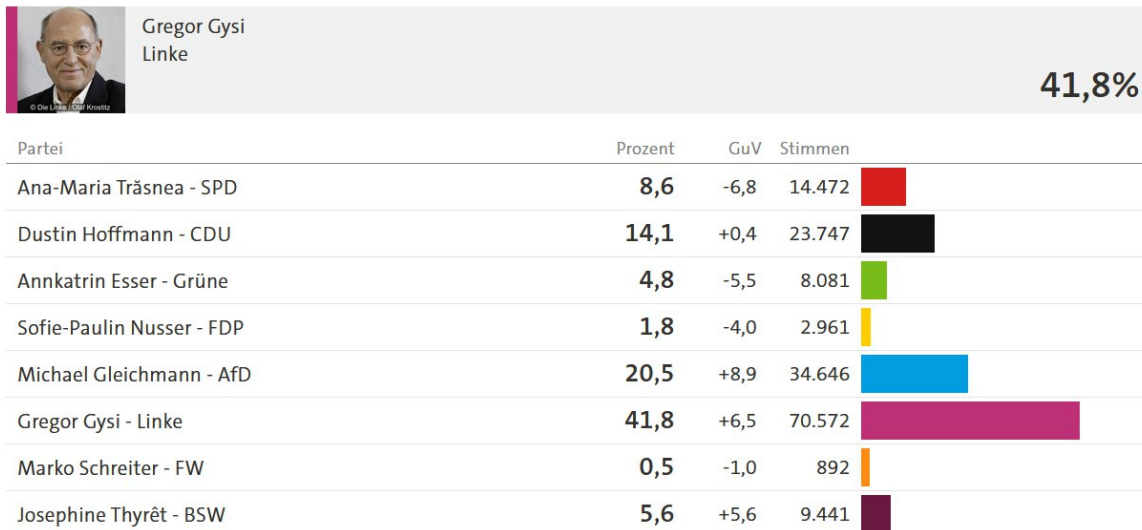 Gregor Gysi
Linke
© Die Linke / Olaf Krostitz
41,8%
Partei Prozent GuV Stimmen
Ana-Maria Trăsnea - SPD 8,6 -6,8 14.472
Dustin Hoffmann - CDU 14,1 +0,4 23.747
Annkatrin Esser - Grüne 4,8 -5,5 8.081
Sofie-Paulin Nusser - FDP 1,8 -4,0 2.961
Michael Gleichmann - AfD 20,5 +8,9 34.646
Gregor Gysi - Linke 41,8 +6,5 70.572
Marko Schreiter - FW 0,5 -1,0 892
Josephine Thyrêt - BSW 5,6 +5,6 9.441